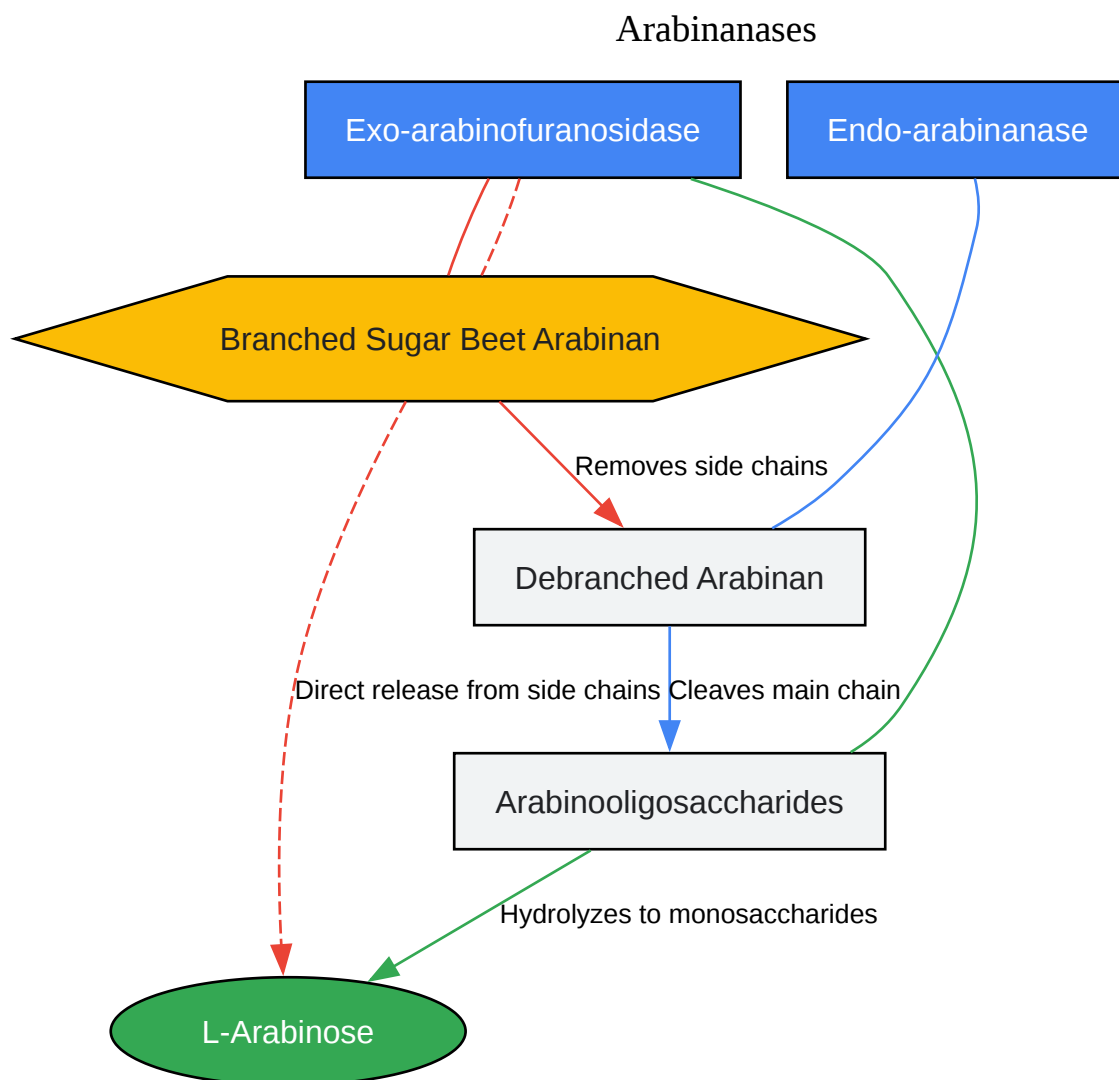 Arabinanases
Exo-arabinofuranosidase
Endo-arabinanase
Branched Sugar Beet Arabinan
Removes side chains
Debranched Arabinan
Direct release from side chains
Cleaves main chain
Arabinooligosaccharides
Hydrolyzes to monosaccharides
L-Arabinose